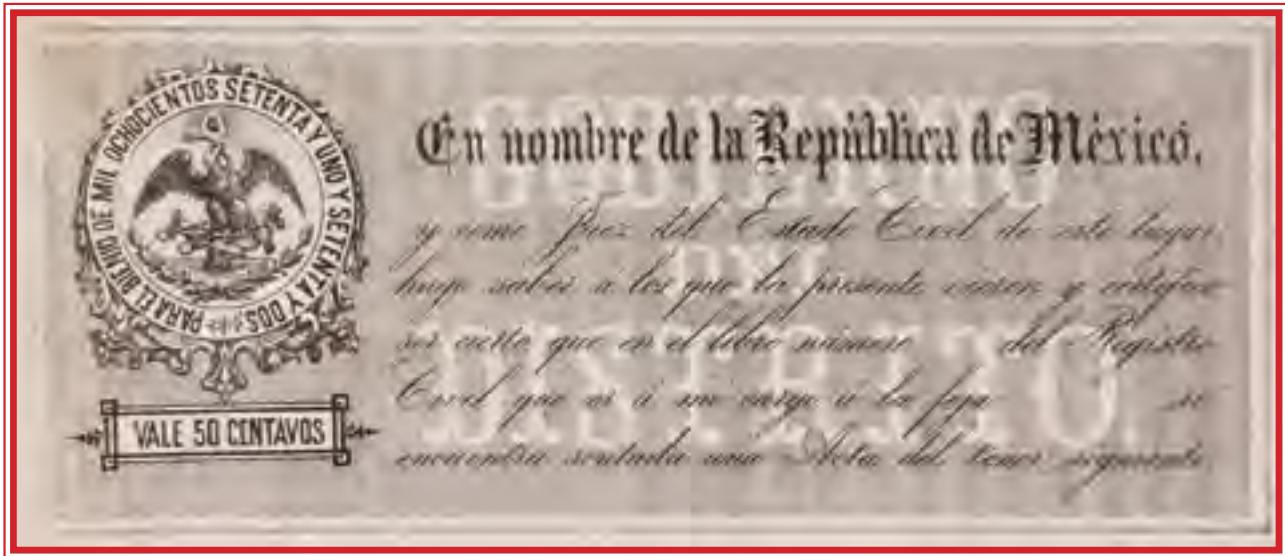 PARA EL BIENIO DE MIL OCHOCIENTOS SETENTA Y UNO Y SETENTA Y DOS
VALE 50 CENTAVOS
GOBIERNO
DEL
DISTRITO.
En nombre de la República de México,
y como Juez del Estado Civil de este lugar,
hago saber á los que la presente vieren y certifico
ser cierto que en el libro número del Registro
Civil que es á mi cargo á la foja se
encuentra sentada una Acta del tenor siguiente: